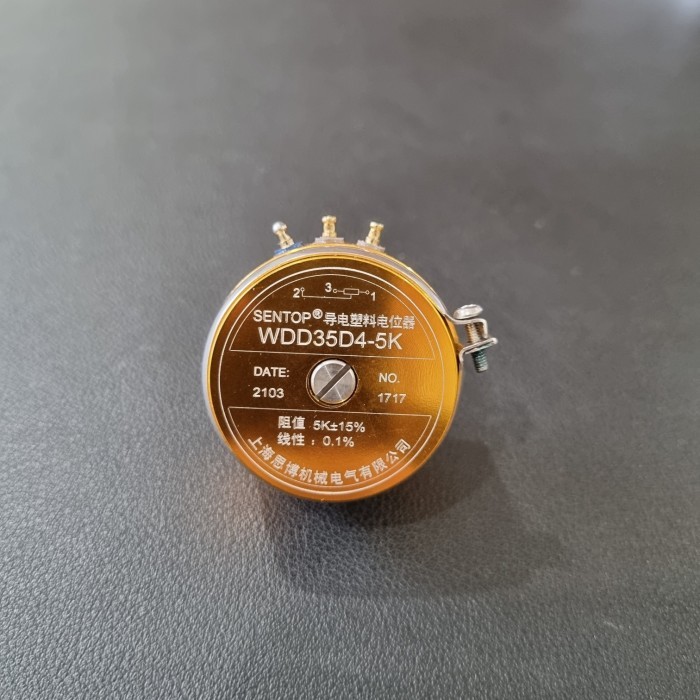 2 3 1
SENTOP® 导电塑料电位器
WDD35D4-5K
DATE: NO.
2103 1717
阻值 5K±15%
线性：0.1%
上海思博机械电气有限公司